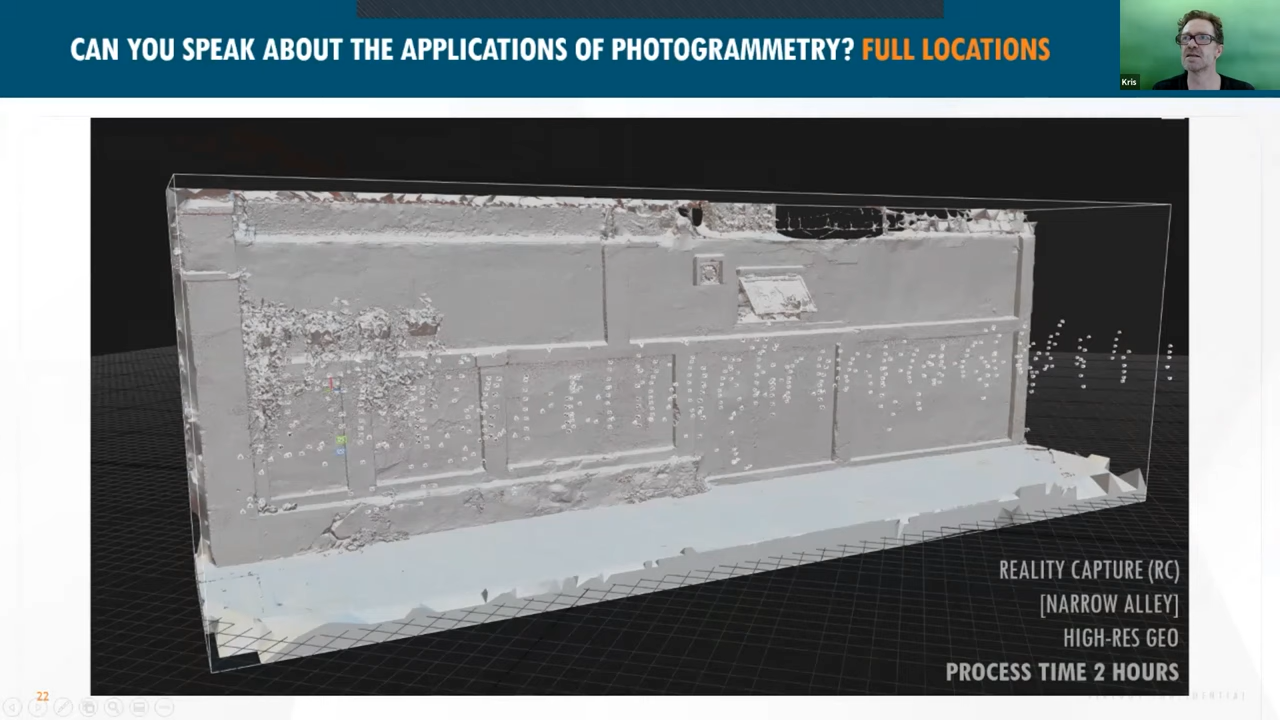 CAN YOU SPEAK ABOUT THE APPLICATIONS OF PHOTOGRAMMETRY? FULL LOCATIONS
Kris
REALITY CAPTURE (RC)
[NARROW ALLEY]
HIGH-RES GEO
PROCESS TIME 2 HOURS
22